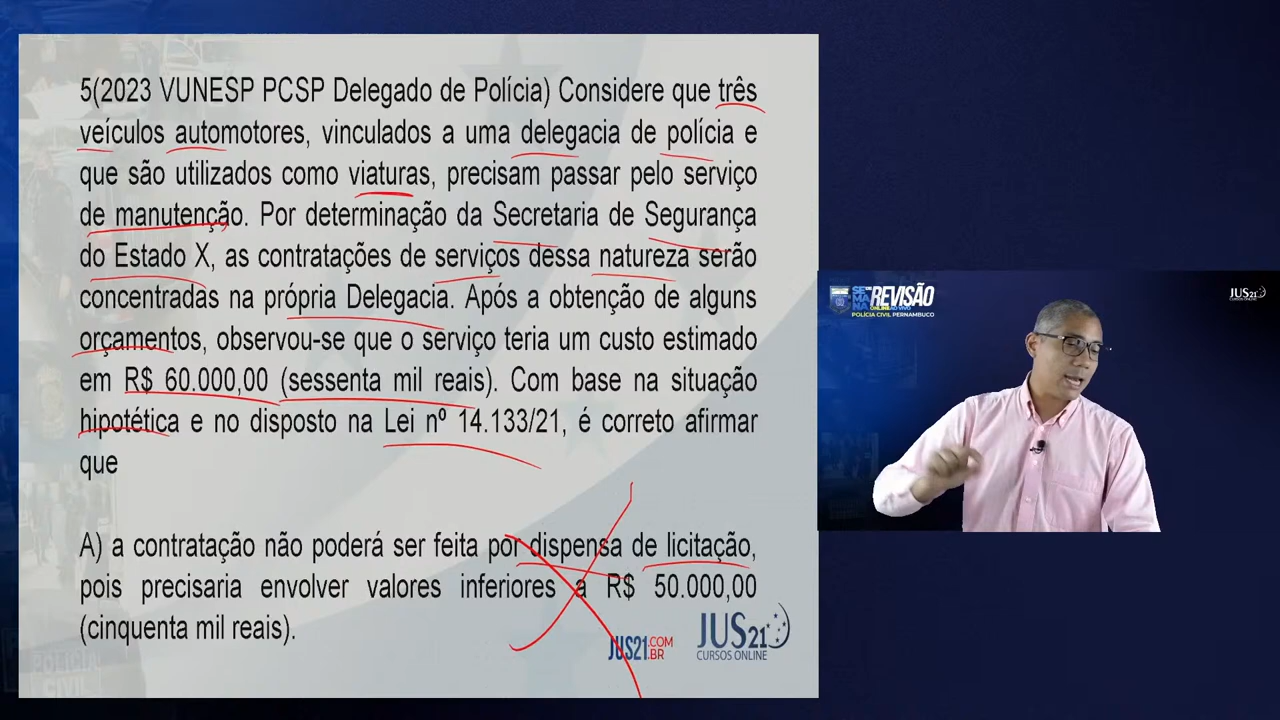 5(2023 VUNESP PCSP Delegado de Polícia) Considere que três
veículos automotores, vinculados a uma delegacia de polícia e
que são utilizados como viaturas, precisam passar pelo serviço
de manutenção. Por determinação da Secretaria de Segurança
do Estado X, as contratações de serviços dessa natureza serão
concentradas na própria Delegacia. Após a obtenção de alguns
orçamentos, observou-se que o serviço teria um custo estimado
em R$ 60.000,00 (sessenta mil reais). Com base na situação
hipotética e no disposto na Lei nº 14.133/21, é correto afirmar
que
A) a contratação não poderá ser feita por dispensa de licitação,
pois precisaria envolver valores inferiores a R$ 50.000,00
(cinquenta mil reais).
JUS21.COM.BR
JUS21
CURSOS ONLINE
SEMANA REVISÃO
ONLINE AO VIVO
POLÍCIA CIVIL PERNAMBUCO
JUS21
CURSOS ONLINE